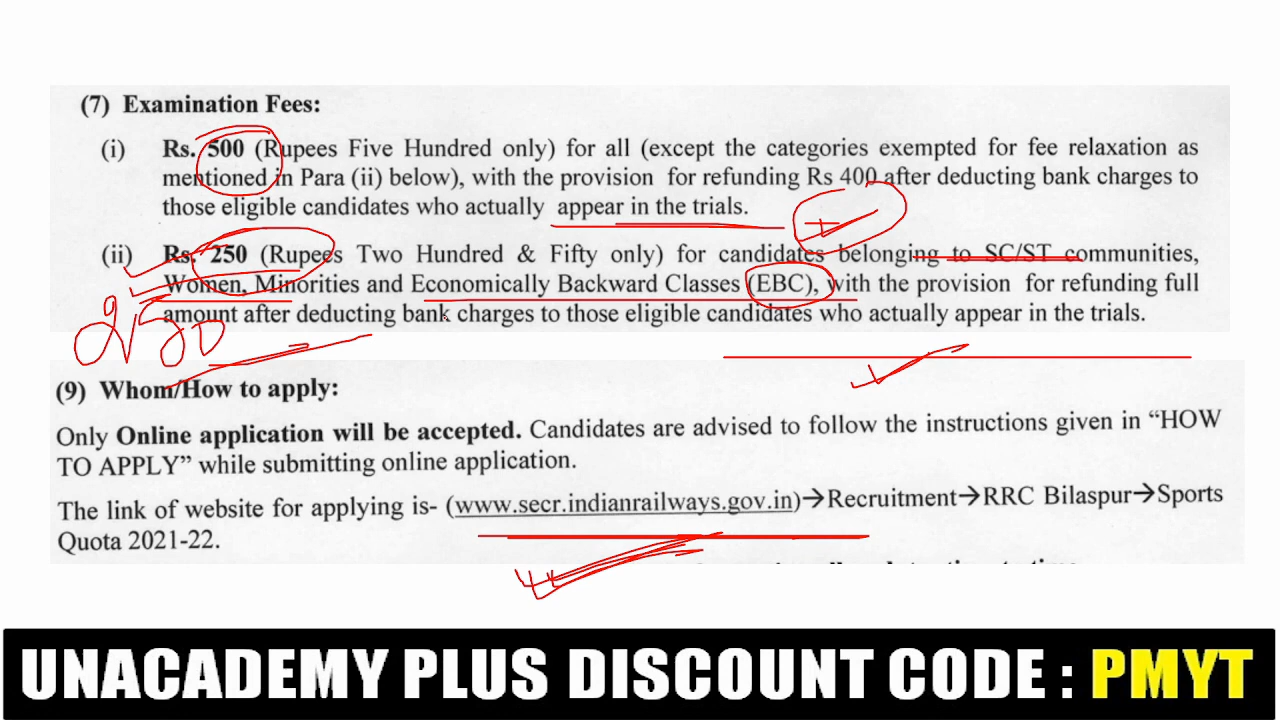 (7) Examination Fees:
(i) Rs. 500 (Rupees Five Hundred only) for all (except the categories exempted for fee relaxation as
mentioned in Para (ii) below), with the provision for refunding Rs 400 after deducting bank charges to
those eligible candidates who actually appear in the trials.
(ii) Rs. 250 (Rupees Two Hundred & Fifty only) for candidates belonging to SC/ST communities,
Women, Minorities and Economically Backward Classes (EBC), with the provision for refunding full
amount after deducting bank charges to those eligible candidates who actually appear in the trials.
250
(9) Whom/How to apply:
Only Online application will be accepted. Candidates are advised to follow the instructions given in “HOW
TO APPLY” while submitting online application.
The link of website for applying is- (www.secr.indianrailways.gov.in)→Recruitment→RRC Bilaspur→Sports
Quota 2021-22.
UNACADEMY PLUS DISCOUNT CODE : PMYT